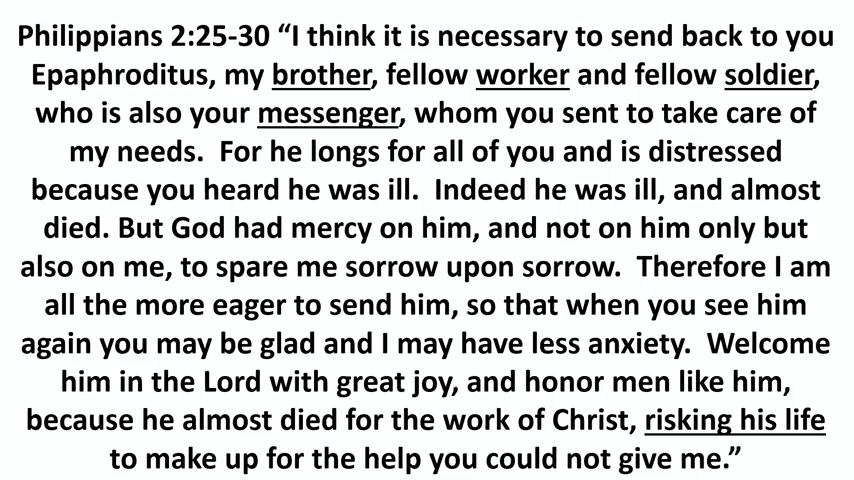 Philippians 2:25-30 “I think it is necessary to send back to you
Epaphroditus, my brother, fellow worker and fellow soldier,
who is also your messenger, whom you sent to take care of
my needs.  For he longs for all of you and is distressed
because you heard he was ill.  Indeed he was ill, and almost
died. But God had mercy on him, and not on him only but
also on me, to spare me sorrow upon sorrow.  Therefore I am
all the more eager to send him, so that when you see him
again you may be glad and I may have less anxiety.  Welcome
him in the Lord with great joy, and honor men like him,
because he almost died for the work of Christ, risking his life
to make up for the help you could not give me.”